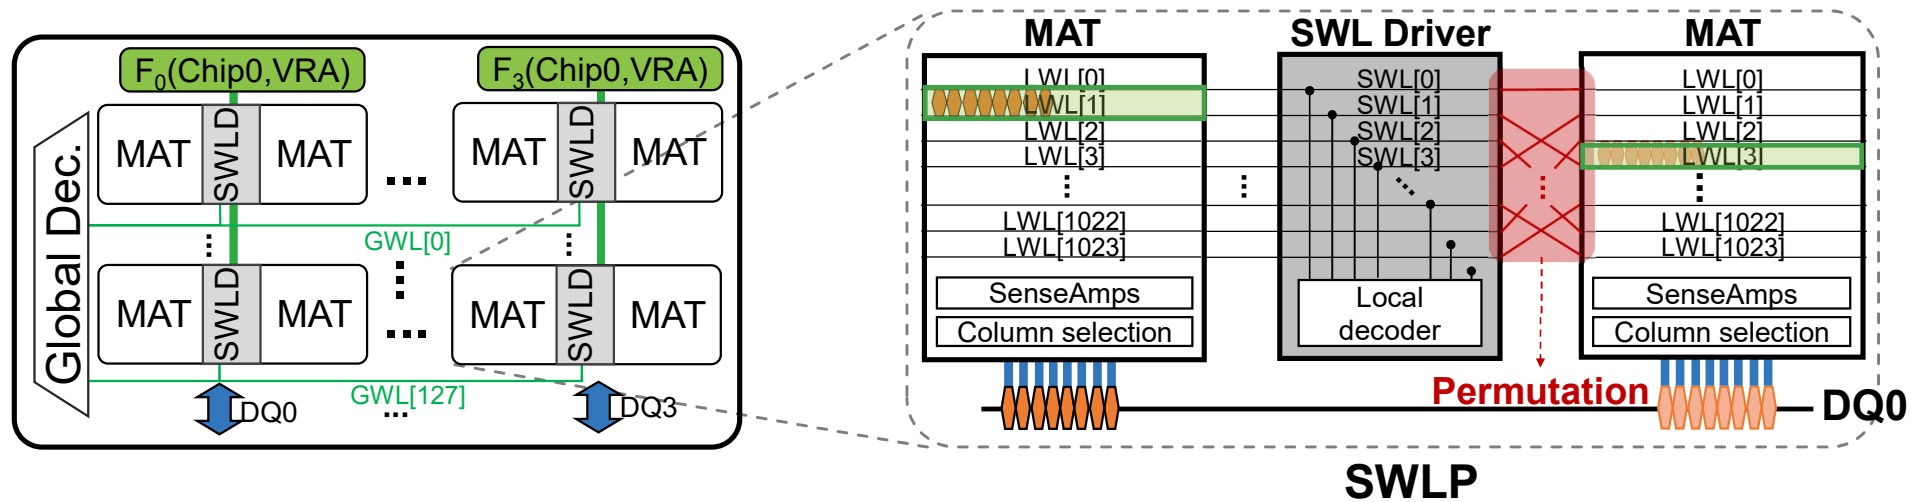 F0(Chip0,VRA)
F3(Chip0,VRA)
Global Dec.
MAT
SWLD
MAT
...
MAT
SWLD
MAT
GWL[0]
...
...
...
MAT
SWLD
MAT
...
MAT
SWLD
MAT
GWL[127]
...
DQ0
DQ3
MAT
LWL[0]
LWL[1]
LWL[2]
LWL[3]
...
LWL[1022]
LWL[1023]
SenseAmps
Column selection
...
SWL Driver
SWL[0]
SWL[1]
SWL[2]
SWL[3]
...
Local
decoder
...
Permutation
MAT
LWL[0]
LWL[1]
LWL[2]
LWL[3]
...
LWL[1022]
LWL[1023]
SenseAmps
Column selection
DQ0
SWLP